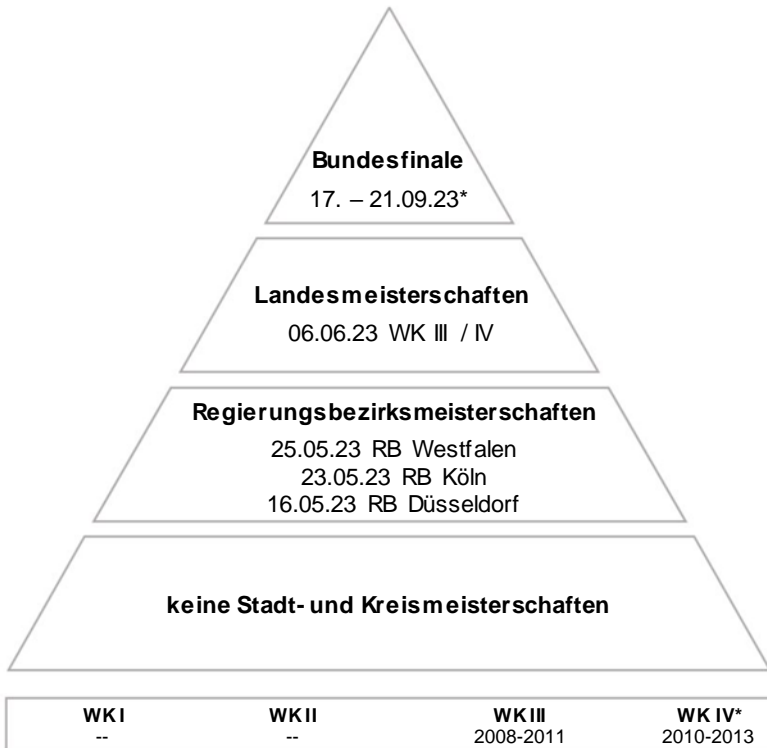 Bundesfinale
17. – 21.09.23*
Landesmeisterschaften
06.06.23 WK III / IV
Regierungsbezirksmeisterschaften
25.05.23 RB Westfalen
23.05.23 RB Köln
16.05.23 RB Düsseldorf
keine Stadt- und Kreismeisterschaften
WK I WK II WK III WK IV*
-- -- 2008-2011 2010-2013